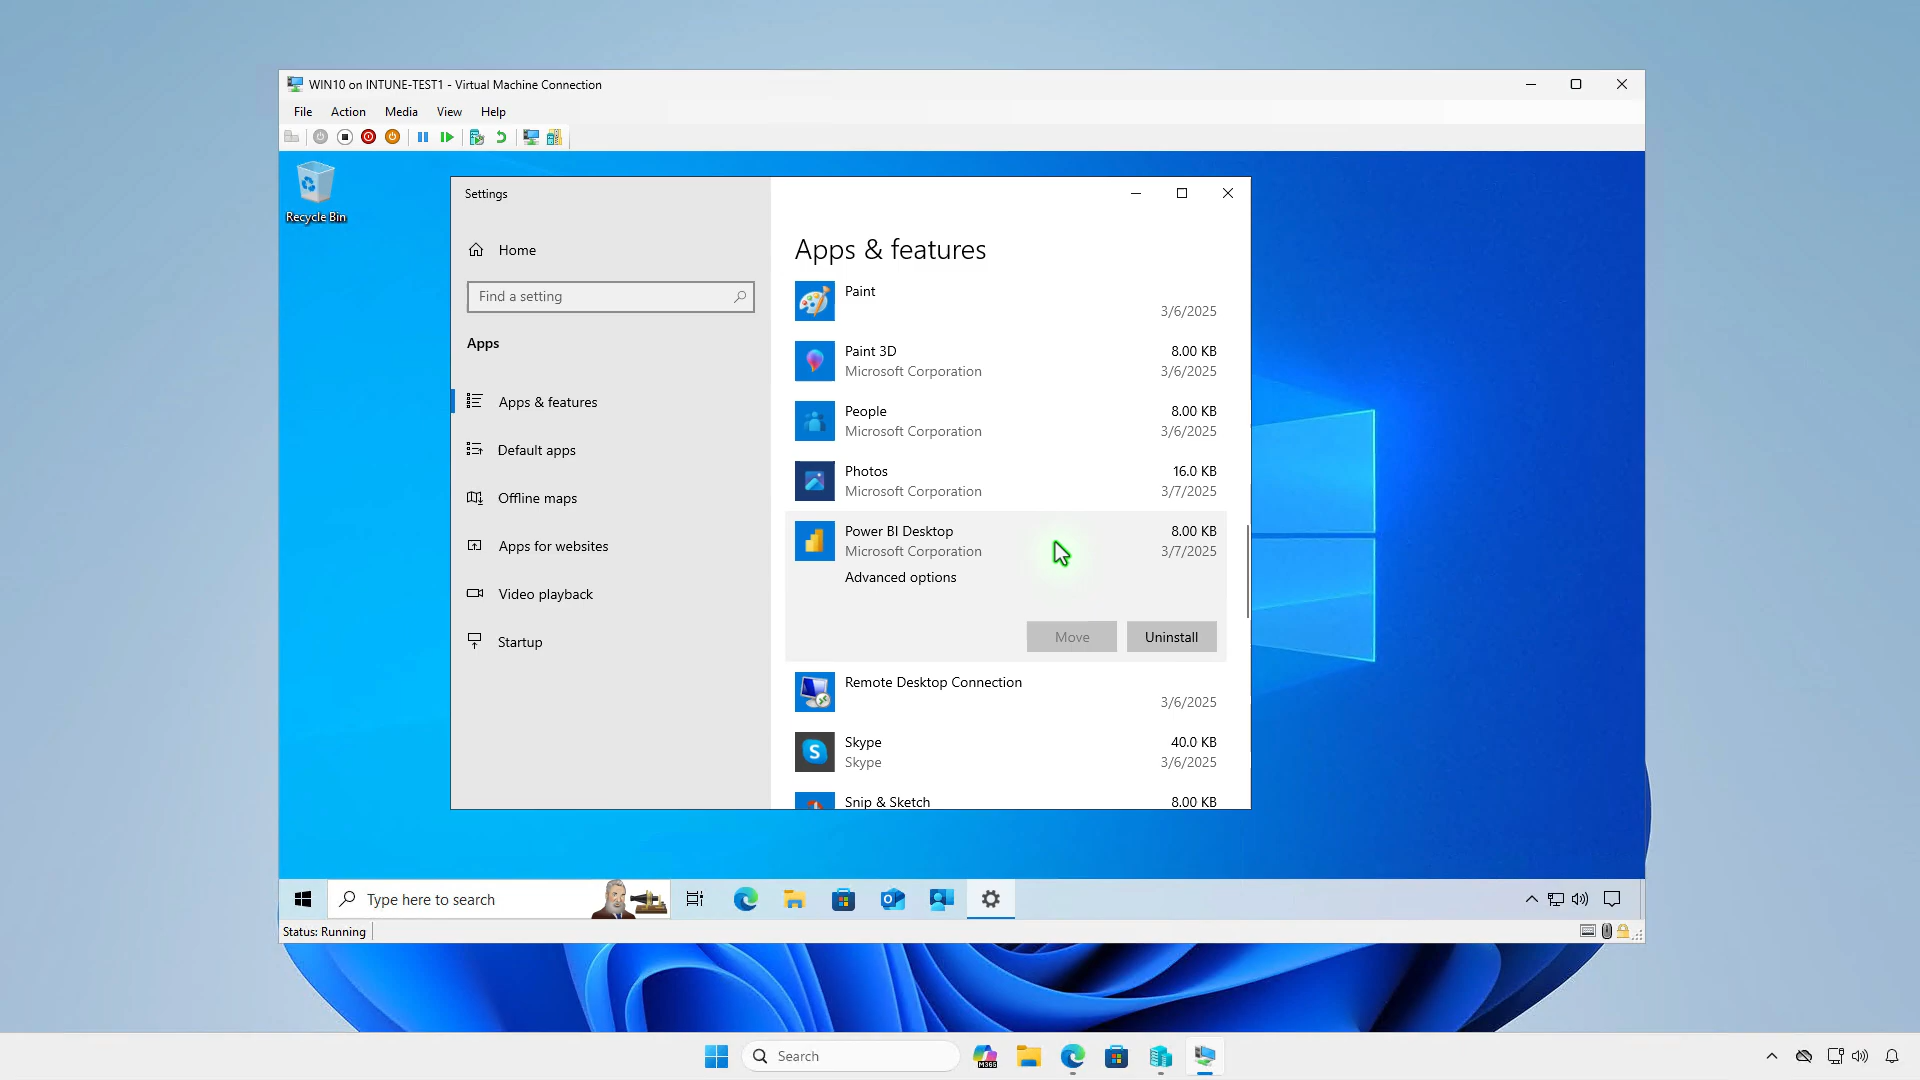 WIN10 on INTUNE-TEST1 - Virtual Machine Connection
File Action Media View Help
Recycle Bin
Settings
Home
Find a setting
Apps
Apps & features
Default apps
Offline maps
Apps for websites
Video playback
Startup
Apps & features
Paint
3/6/2025
Paint 3D 8.00 KB
Microsoft Corporation 3/6/2025
People 8.00 KB
Microsoft Corporation 3/6/2025
Photos 16.0 KB
Microsoft Corporation 3/7/2025
Power BI Desktop 8.00 KB
Microsoft Corporation 3/7/2025
Advanced options
Move Uninstall
Remote Desktop Connection
3/6/2025
Skype 40.0 KB
Skype 3/6/2025
Snip & Sketch 8.00 KB
Type here to search
Status: Running
Search
M365